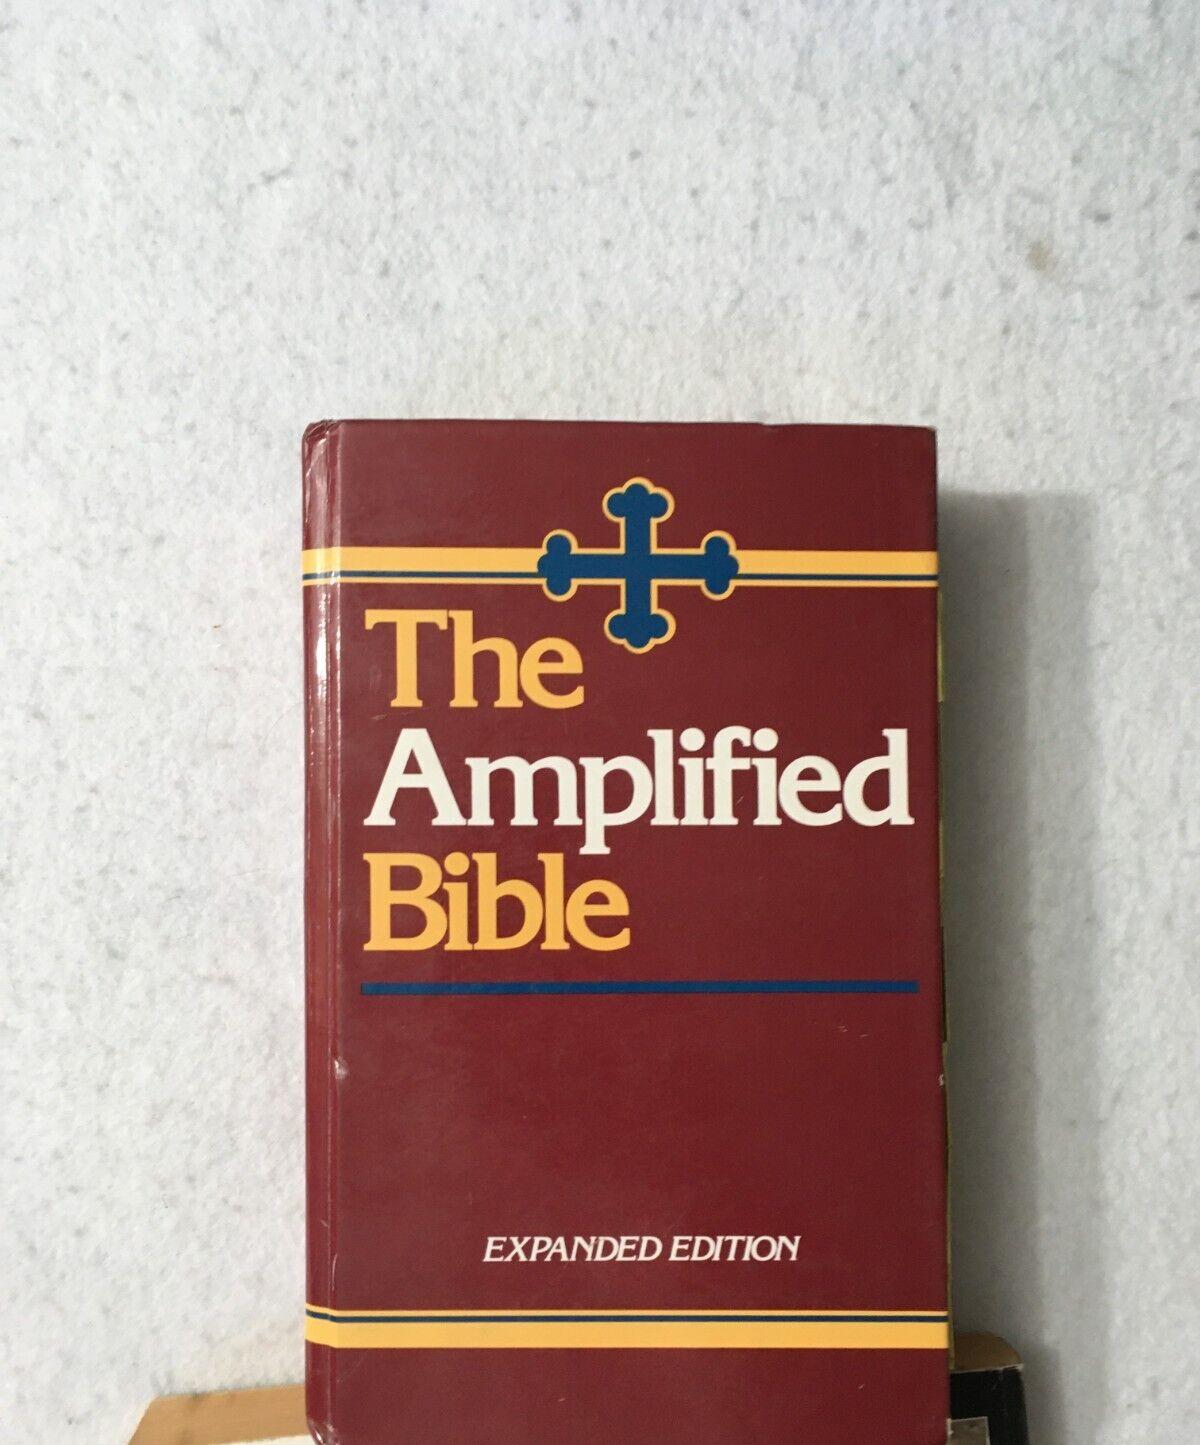 The
Amplified
Bible
EXPANDED EDITION